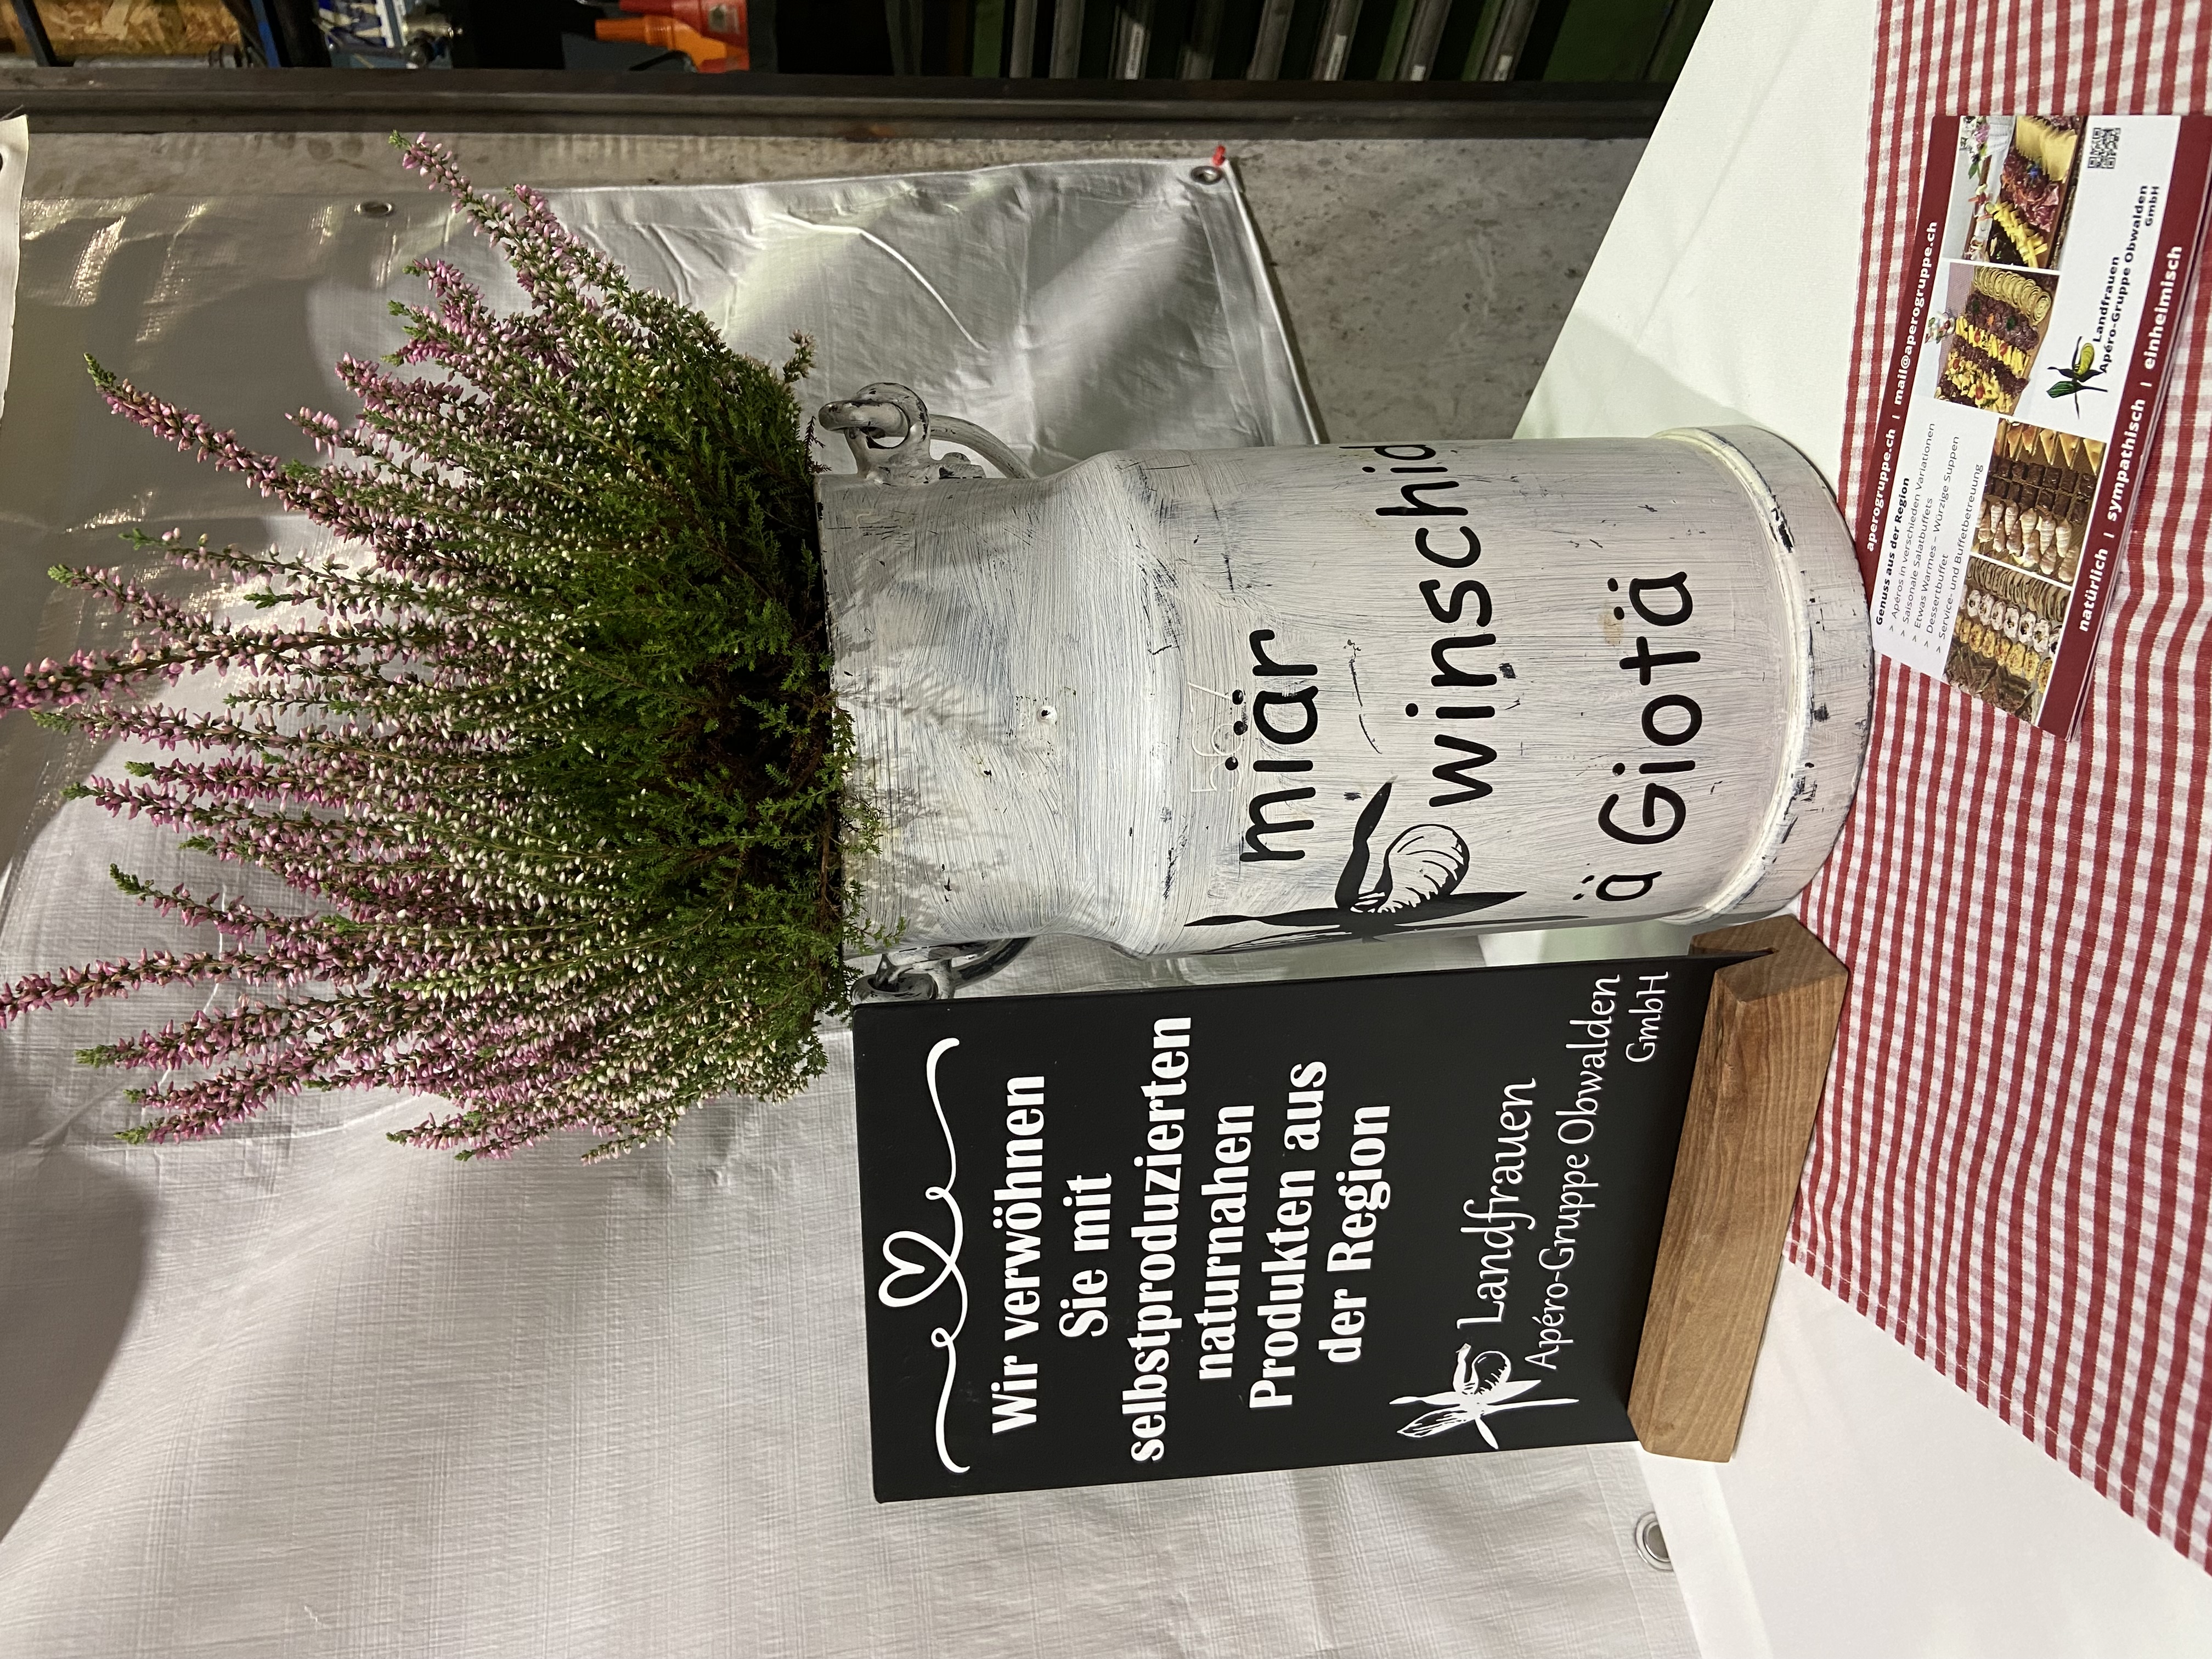 Wir verwöhnen
Sie mit
selbstproduzierten
naturnahen
Produkten aus
der Region
Landfrauen
Apéro-Gruppe Obwalden
GmbH
miär
winschid
ä Giotä
aperogruppe.ch | mail@aperogruppe.ch
Genuss aus der Region
> Apéros in verschieden Variationen
> Saisonale Salatbuffets
> Etwas Warmes – Würzige Suppen
> Dessertbuffet
> Service- und Buffetbetreuung
Landfrauen
Apéro-Gruppe Obwalden
GmbH
natürlich | sympathisch | einheimisch